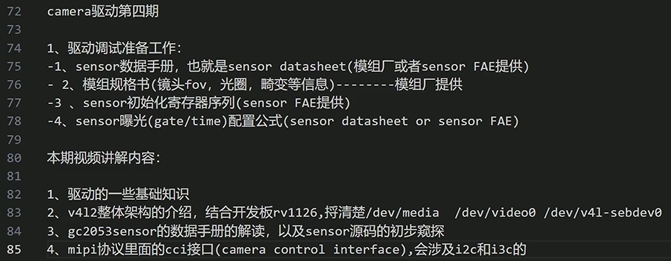 72 camera驱动第四期
73
74 1、驱动调试准备工作：
75 -1、sensor数据手册，也就是sensor datasheet(模组厂或者sensor FAE提供)
76 - 2、模组规格书(镜头fov，光圈，畸变等信息)--------模组厂提供
77 -3 、sensor初始化寄存器序列(sensor FAE提供)
78 -4、sensor曝光(gate/time)配置公式(sensor datasheet or sensor FAE)
79
80 本期视频讲解内容：
81
82 1、驱动的一些基础知识
83 2、v4l2整体架构的介绍，结合开发板rv1126,捋清楚/dev/media  /dev/video0 /dev/v4l-sebdev0
84 3、gc2053sensor的数据手册的解读，以及sensor源码的初步窥探
85 4、mipi协议里面的cci接口(camera control interface),会涉及i2c和i3c的